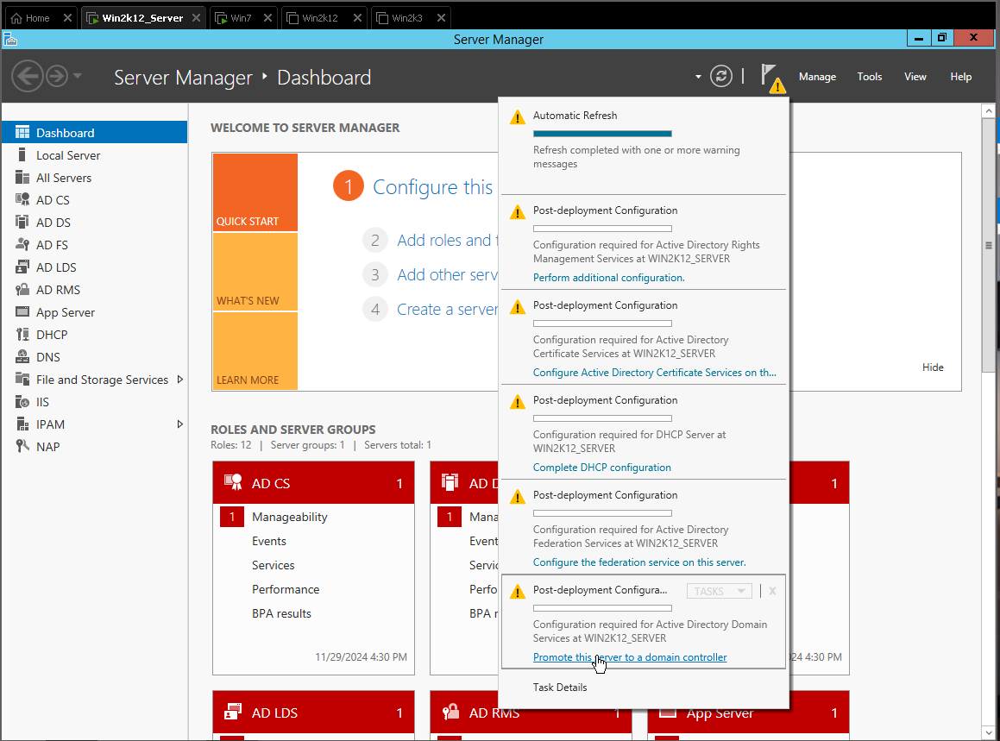 Home
Win2k12_Server
Win7
Win2k12
Win2k3
Server Manager
Server Manager
Dashboard
Manage
Tools
View
Help
Dashboard
Local Server
All Servers
AD CS
AD DS
AD FS
AD LDS
AD RMS
App Server
DHCP
DNS
File and Storage Services
IIS
IPAM
NAP
WELCOME TO SERVER MANAGER
QUICK START
WHAT'S NEW
LEARN MORE
1 Configure this
2 Add roles and f
3 Add other serv
4 Create a server
Hide
ROLES AND SERVER GROUPS
Roles: 12 | Server groups: 1 | Servers total: 1
AD CS 1
1 Manageability
Events
Services
Performance
BPA results
11/29/2024 4:30 PM
AD D
1 Mana
Event
Servic
Perfo
BPA r
1
24 4:30 PM
AD LDS 1
AD RMS 1
App Server 1
Automatic Refresh
Refresh completed with one or more warning
messages
Post-deployment Configuration
Configuration required for Active Directory Rights
Management Services at WIN2K12_SERVER
Perform additional configuration.
Post-deployment Configuration
Configuration required for Active Directory
Certificate Services at WIN2K12_SERVER
Configure Active Directory Certificate Services on th...
Post-deployment Configuration
Configuration required for DHCP Server at
WIN2K12_SERVER
Complete DHCP configuration
Post-deployment Configuration
Configuration required for Active Directory
Federation Services at WIN2K12_SERVER
Configure the federation service on this server.
Post-deployment Configura...
TASKS
X
Configuration required for Active Directory Domain
Services at WIN2K12_SERVER
Promote this server to a domain controller
Task Details